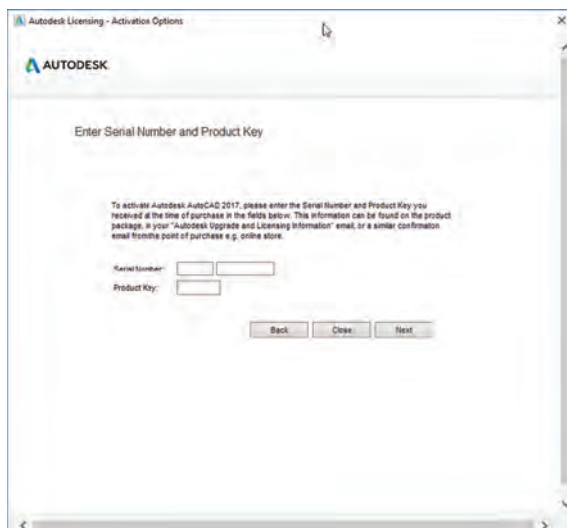 Autodesk Licensing - Activation Options
AUTODESK
Enter Serial Number and Product Key
To activate Autodesk AutoCAD 2017, please enter the Serial Number and Product Key you
received at the time of purchase in the fields below. This information can be found on the product
package, in your "Autodesk Upgrade and Licensing Information" email, or a similar confirmation
email from the point of purchase e.g. online store.
Serial Number:
Product Key:
Back Close Next